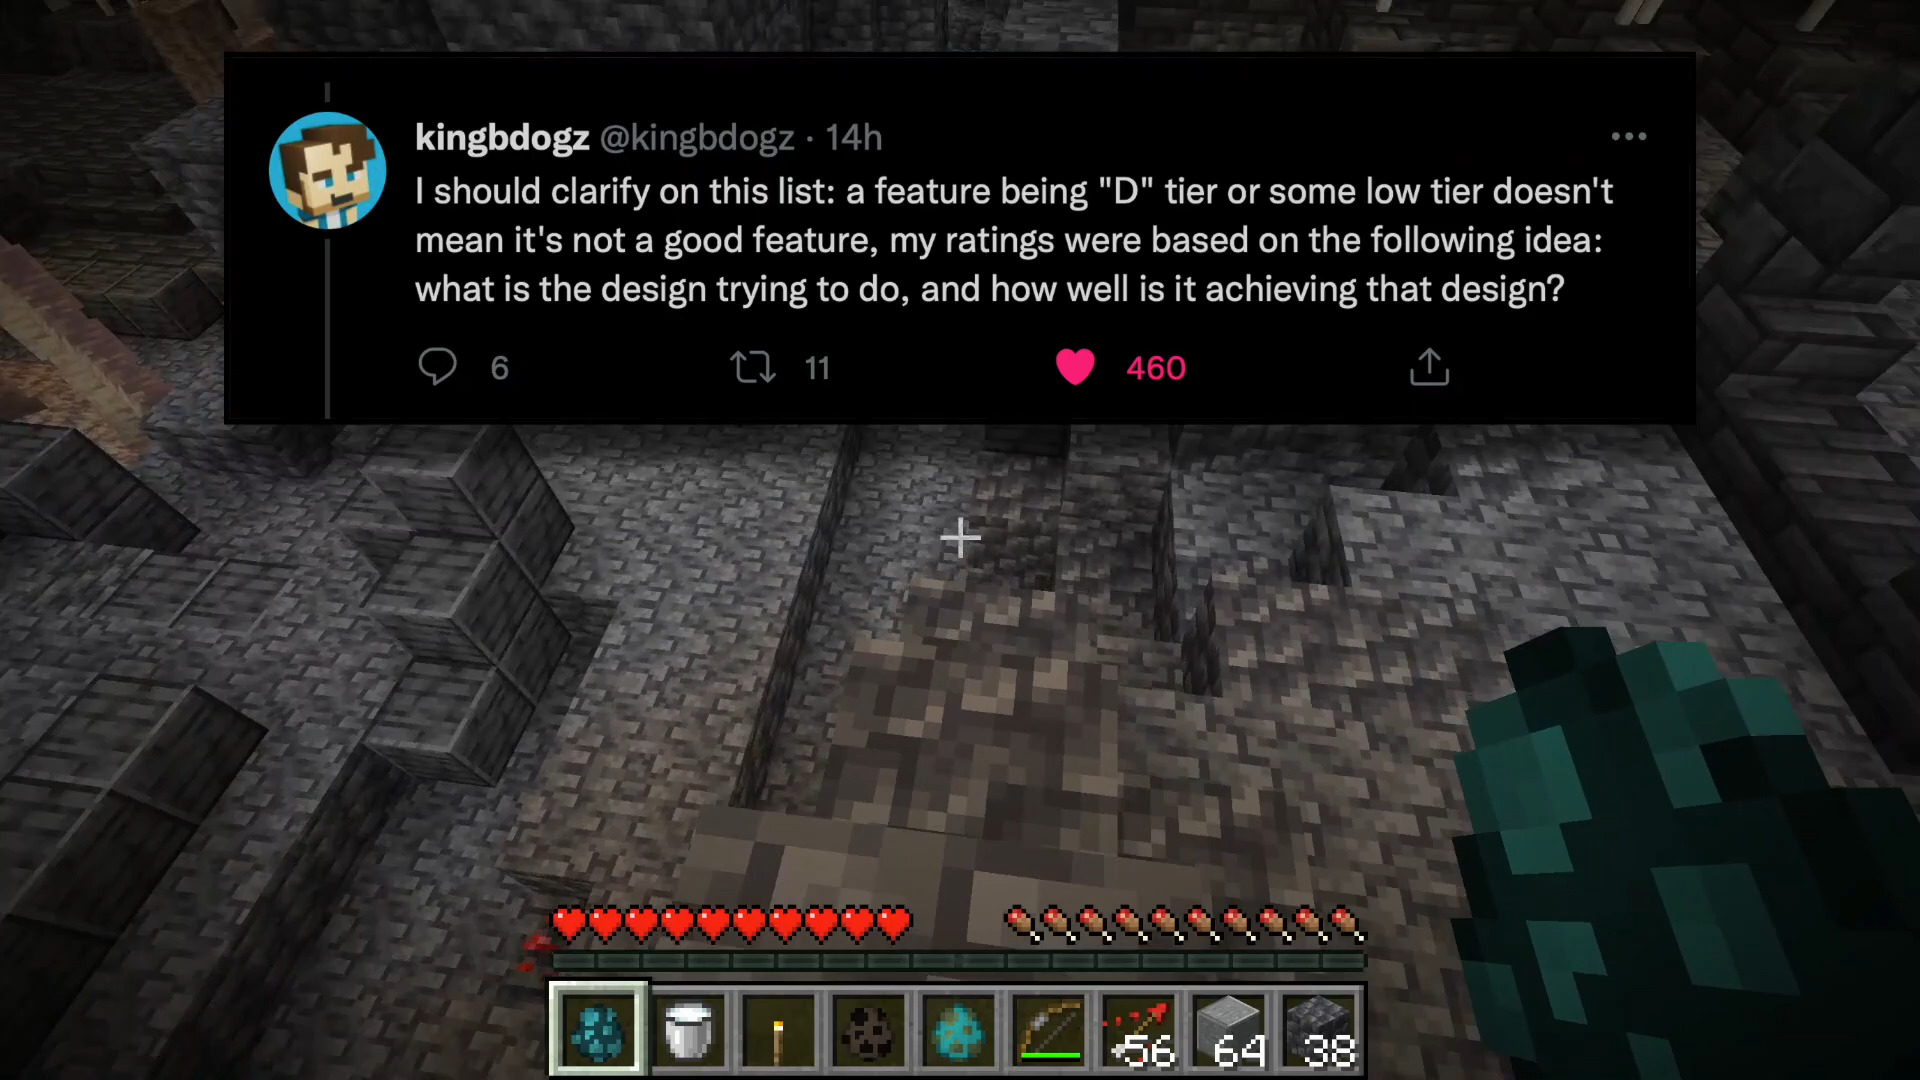 kingbdogz @kingbdogz · 14h
I should clarify on this list: a feature being "D" tier or some low tier doesn't
mean it's not a good feature, my ratings were based on the following idea:
what is the design trying to do, and how well is it achieving that design?
6 11 460
56 64 38